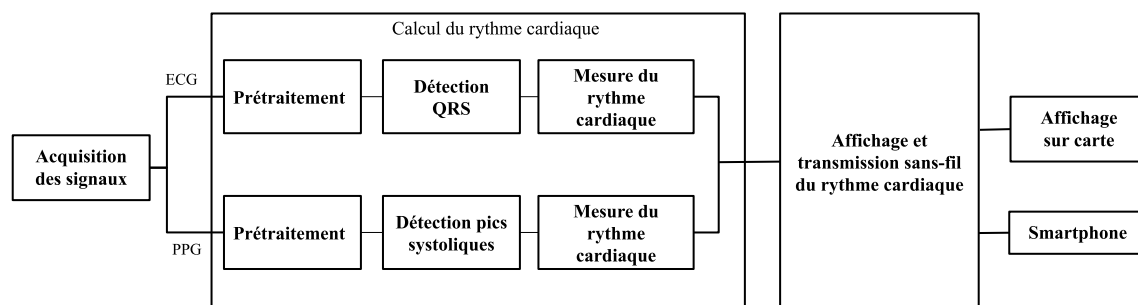 Calcul du rythme cardiaque
ECG
Prétraitement
Détection
QRS
Mesure du
rythme
cardiaque
Acquisition
des signaux
PPG
Prétraitement
Détection pics
systoliques
Mesure du
rythme
cardiaque
Affichage et
transmission sans-fil
du rythme cardiaque
Affichage
sur carte
Smartphone